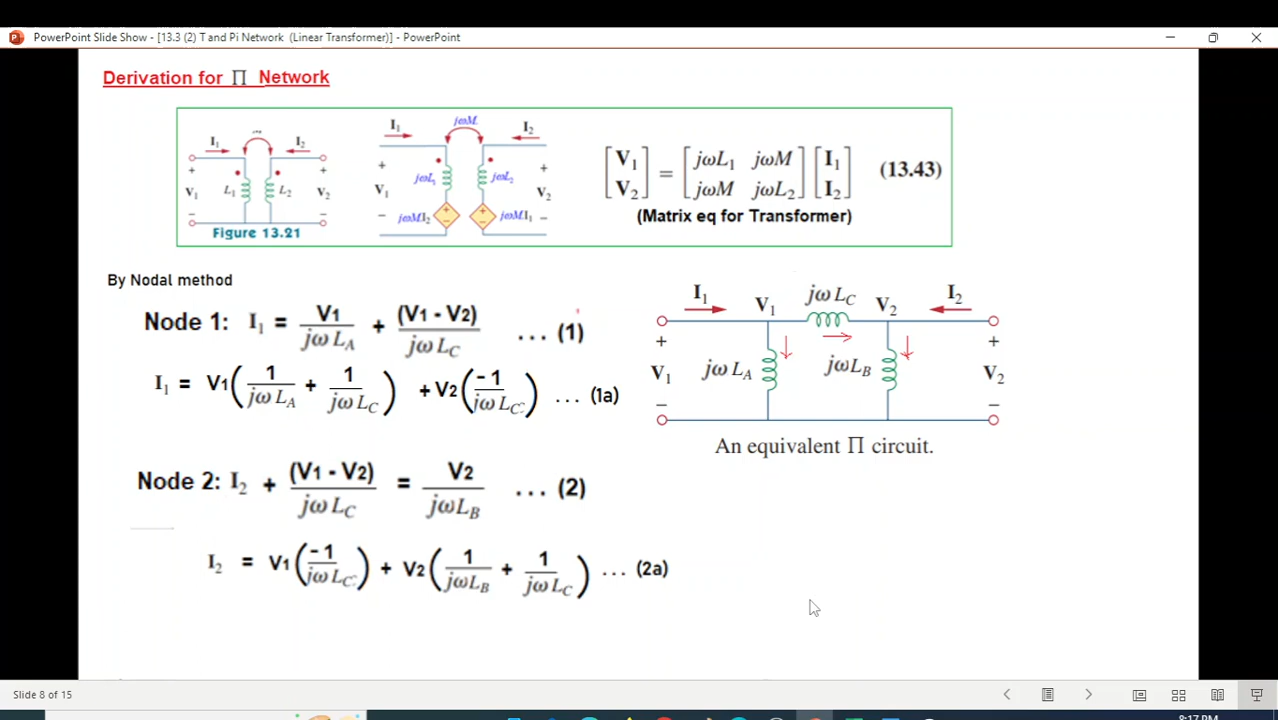 PowerPoint Slide Show - [13.3 (2) T and Pi Network (Linear Transformer)] - PowerPoint
Derivation for Π Network
I₁ I₂
+ + V₁ L₁ L₂ V₂ − −
Figure 13.21
I₁ jωM I₂
+ + V₁ jωL₁ jωL₂ V₂
− jωMI₂ + − + − jωMI₁ −
[V₁ V₂] = [jωL₁ jωM jωM jωL₂] [I₁ I₂] (13.43)
(Matrix eq for Transformer)
By Nodal method
Node 1: I₁ = V1/jωL_A + (V1 - V2)/jωL_C ... (1)
I₁ = V1(1/jωL_A + 1/jωL_C) + V2(-1/jωL_C) ... (1a)
Node 2: I₂ + (V1 - V2)/jωL_C = V2/jωL_B ... (2)
I₂ = V1(-1/jωL_C) + V2(1/jωL_B + 1/jωL_C) ... (2a)
I₁ V₁ jωL_C V₂ I₂
+ +
V₁ jωL_A jωL_B V₂
− −
An equivalent Π circuit.
Slide 8 of 15
8:17 PM